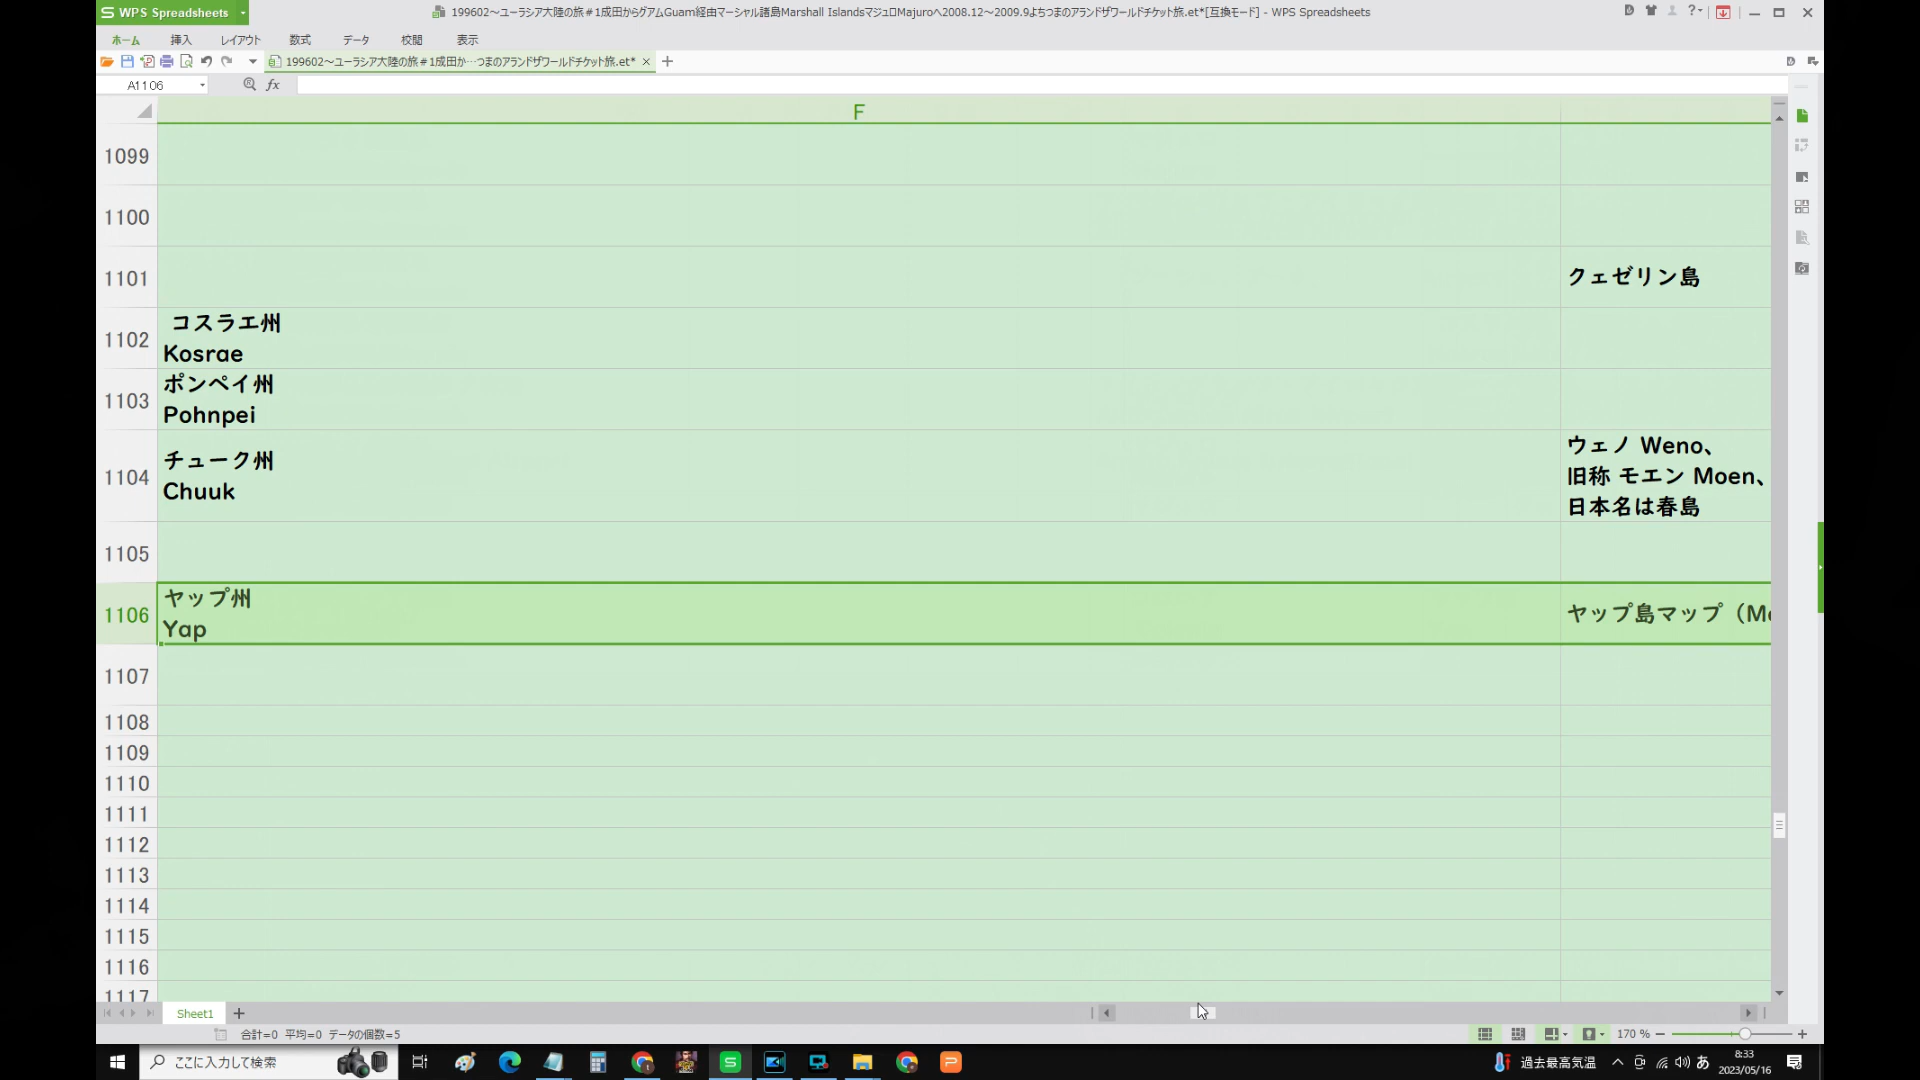 WPS Spreadsheets
199602～ユーラシア大陸の旅＃1成田からゲアムGuam経由マーシャル諸島Marshall IslandsマジュロMajuroへ2008.12～2009.9よちつまのアランドザワールドチケット旅.et*[互換モード] - WPS Spreadsheets
ホーム 挿入 レイアウト 数式 データ 校閲 表示
199602～ユーラシア大陸の旅＃1成田か…つまのアランドザワールドチケット旅.et*
A1106
fx
F
1099
1100
1101 クェゼリン島
1102 コスラエ州
Kosrae
1103 ポンペイ州
Pohnpei
1104 チューク州
Chuuk
ウェノ Weno、
旧称 モエン Moen、
日本名は春島
1105
1106 ヤップ州
Yap
ヤップ島マップ（M
1107
1108
1109
1110
1111
1112
1113
1114
1115
1116
1117
Sheet1
合計=0 平均=0 データの個数=5
170 %
ここに入力して検索
過去最高気温
あ
8:33
2023/05/16